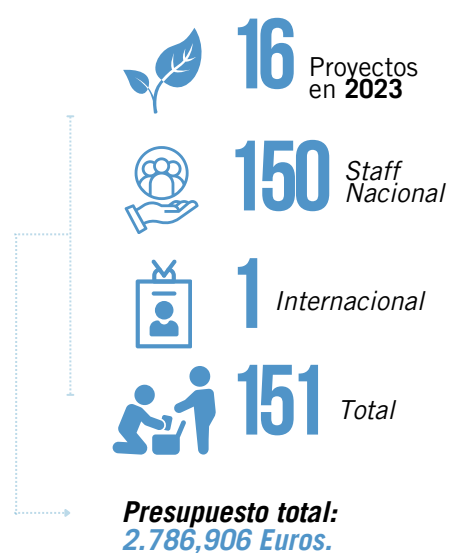 16 Proyectos
en 2023
150 Staff
Nacional
1 Internacional
151 Total
Presupuesto total:
2.786,906 Euros.